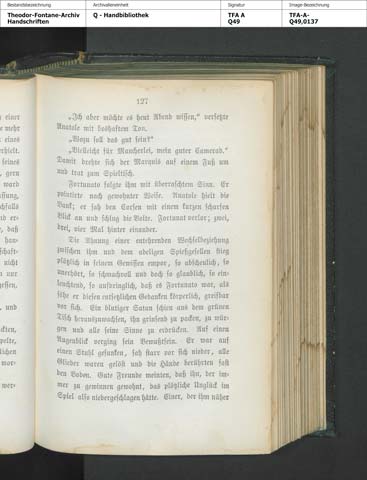 Bestandsbezeichnung
Theodor-Fontane-Archiv
Handschriften
Archivalieneinheit
Q - Handbibliothek
Signatur
TFA A
Q49
Image-Bezeichnung
TFA-A-
Q49,0137
127
„Ich aber möchte es heut Abend wissen,“ versetzte
Anatole mit boshaftem Ton.
„Wozu soll das gut sein?“
„Vielleicht für Mancherlei, mein guter Camerad.“
Damit drehte sich der Marquis auf einem Fuß um
und trat zum Spieltisch.
Fortunato folgte ihm mit überraschtem Sinn. Er
pointirte nach gewohnter Weise. Anatole hielt die
Bank; er sah den Corsen mit einem kurzen scharfen
Blick an und schlug die Volte. Fortunat verlor; zwei,
drei, vier Mal hinter einander.
Die Ahnung einer entehrenden Wechselbeziehung
zwischen ihm und dem adeligen Spielgesellen stieg
plötzlich in seinem Gewissen empor, so abscheulich, so
unerhört, so schmachvoll und doch so glaublich, so ein-
leuchtend, so aufdringlich, daß es Fortunato war, als
sähe er diesen entsetzlichen Gedanken körperlich, greifbar
vor sich. Ein blutiger Satan schien aus dem grünen
Tisch herauszuwachsen, ihn grinsend zu packen, zu wür-
gen und alle seine Sinne zu erdrücken. Auf einen
Augenblick verging sein Bewußtsein. Er war auf
einen Stuhl gesunken, sah starr vor sich nieder, alle
Glieder waren gelöst und die Hände berührten fast
den Boden. Gute Freunde meinten, daß ihn, der im-
mer zu gewinnen gewohnt, das plötzliche Unglück im
Spiel also niedergeschlagen hätte. Einer, der ihm näher